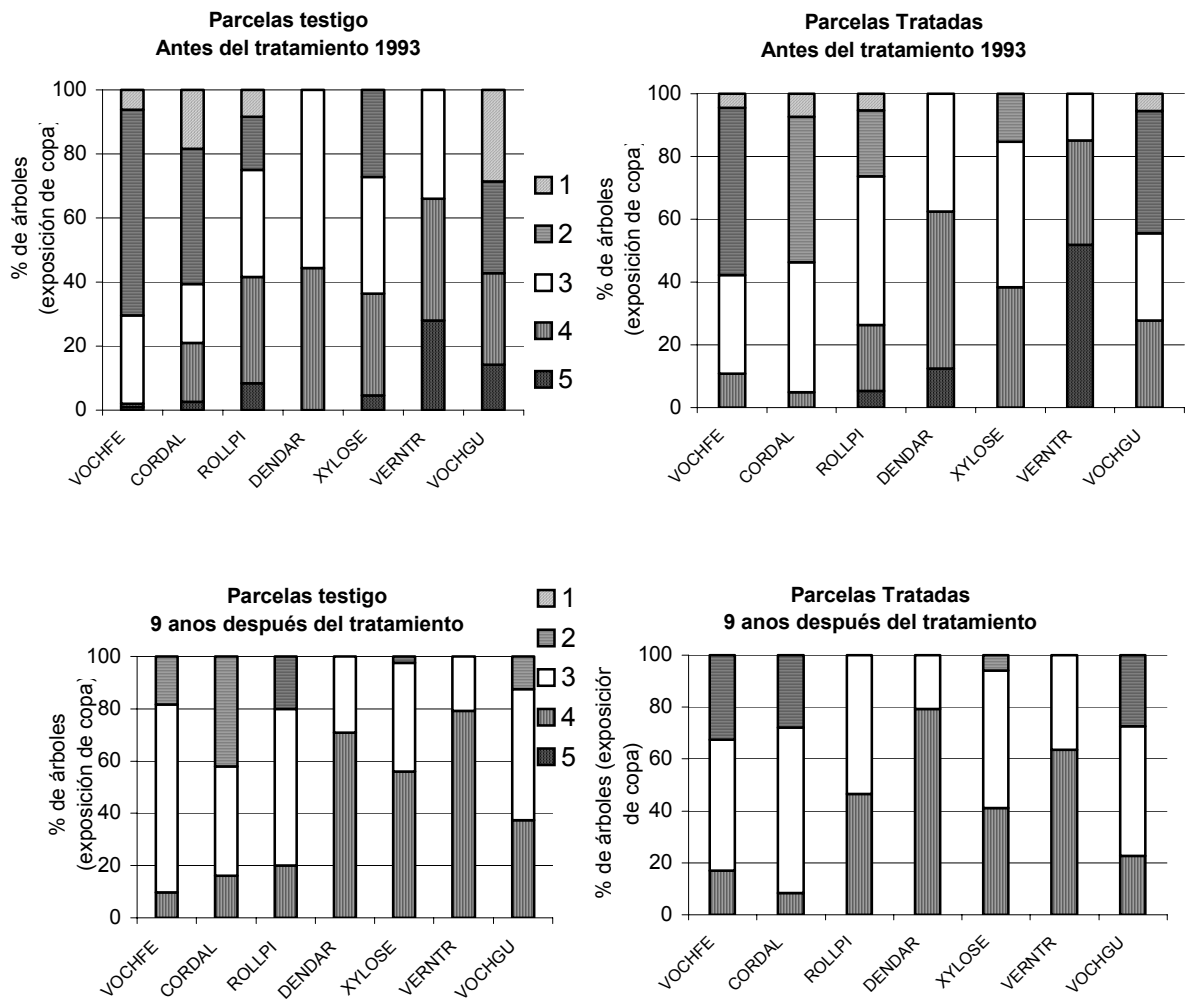 Parcelas testigo
Antes del tratamiento 1993
% de árboles
(exposición de copa)
100
80
60
40
20
0
VOCHFE
CORDAL
ROLLPI
DENDAR
XYLOSE
VERNTR
VOCHGU
1
2
3
4
5
Parcelas Tratadas
Antes del tratamiento 1993
% de árboles
(exposición de copa)
100
80
60
40
20
0
VOCHFE
CORDAL
ROLLPI
DENDAR
XYLOSE
VERNTR
VOCHGU
Parcelas testigo
9 anos después del tratamiento
% de árboles
(exposición de copa)
100
80
60
40
20
0
VOCHFE
CORDAL
ROLLPI
DENDAR
XYLOSE
VERNTR
VOCHGU
1
2
3
4
5
Parcelas Tratadas
9 anos después del tratamiento
% de árboles (exposiciór
de copa)
100
80
60
40
20
0
VOCHFE
CORDAL
ROLLPI
DENDAR
XYLOSE
VERNTR
VOCHGU